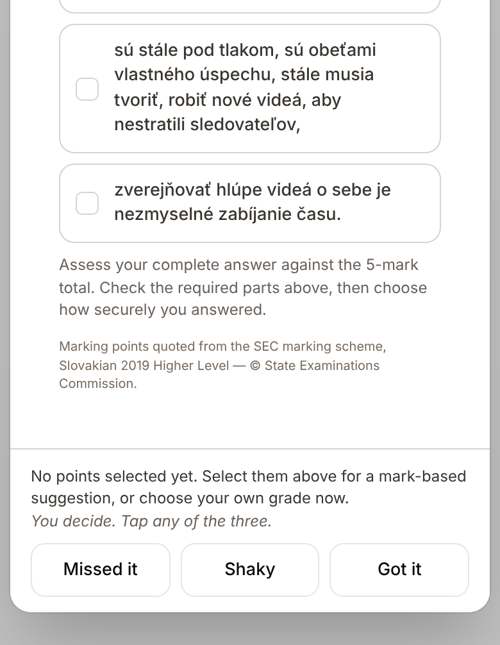 sú stále pod tlakom, sú obeťami
vlastného úspechu, stále musia
tvoriť, robiť nové videá, aby
nestratili sledovateľov,
zverejňovať hlúpe videá o sebe je
nezmyselné zabíjanie času.
Assess your complete answer against the 5-mark
total. Check the required parts above, then choose
how securely you answered.
Marking points quoted from the SEC marking scheme,
Slovakian 2019 Higher Level — © State Examinations
Commission.
No points selected yet. Select them above for a mark-based
suggestion, or choose your own grade now.
You decide. Tap any of the three.
Missed it
Shaky
Got it